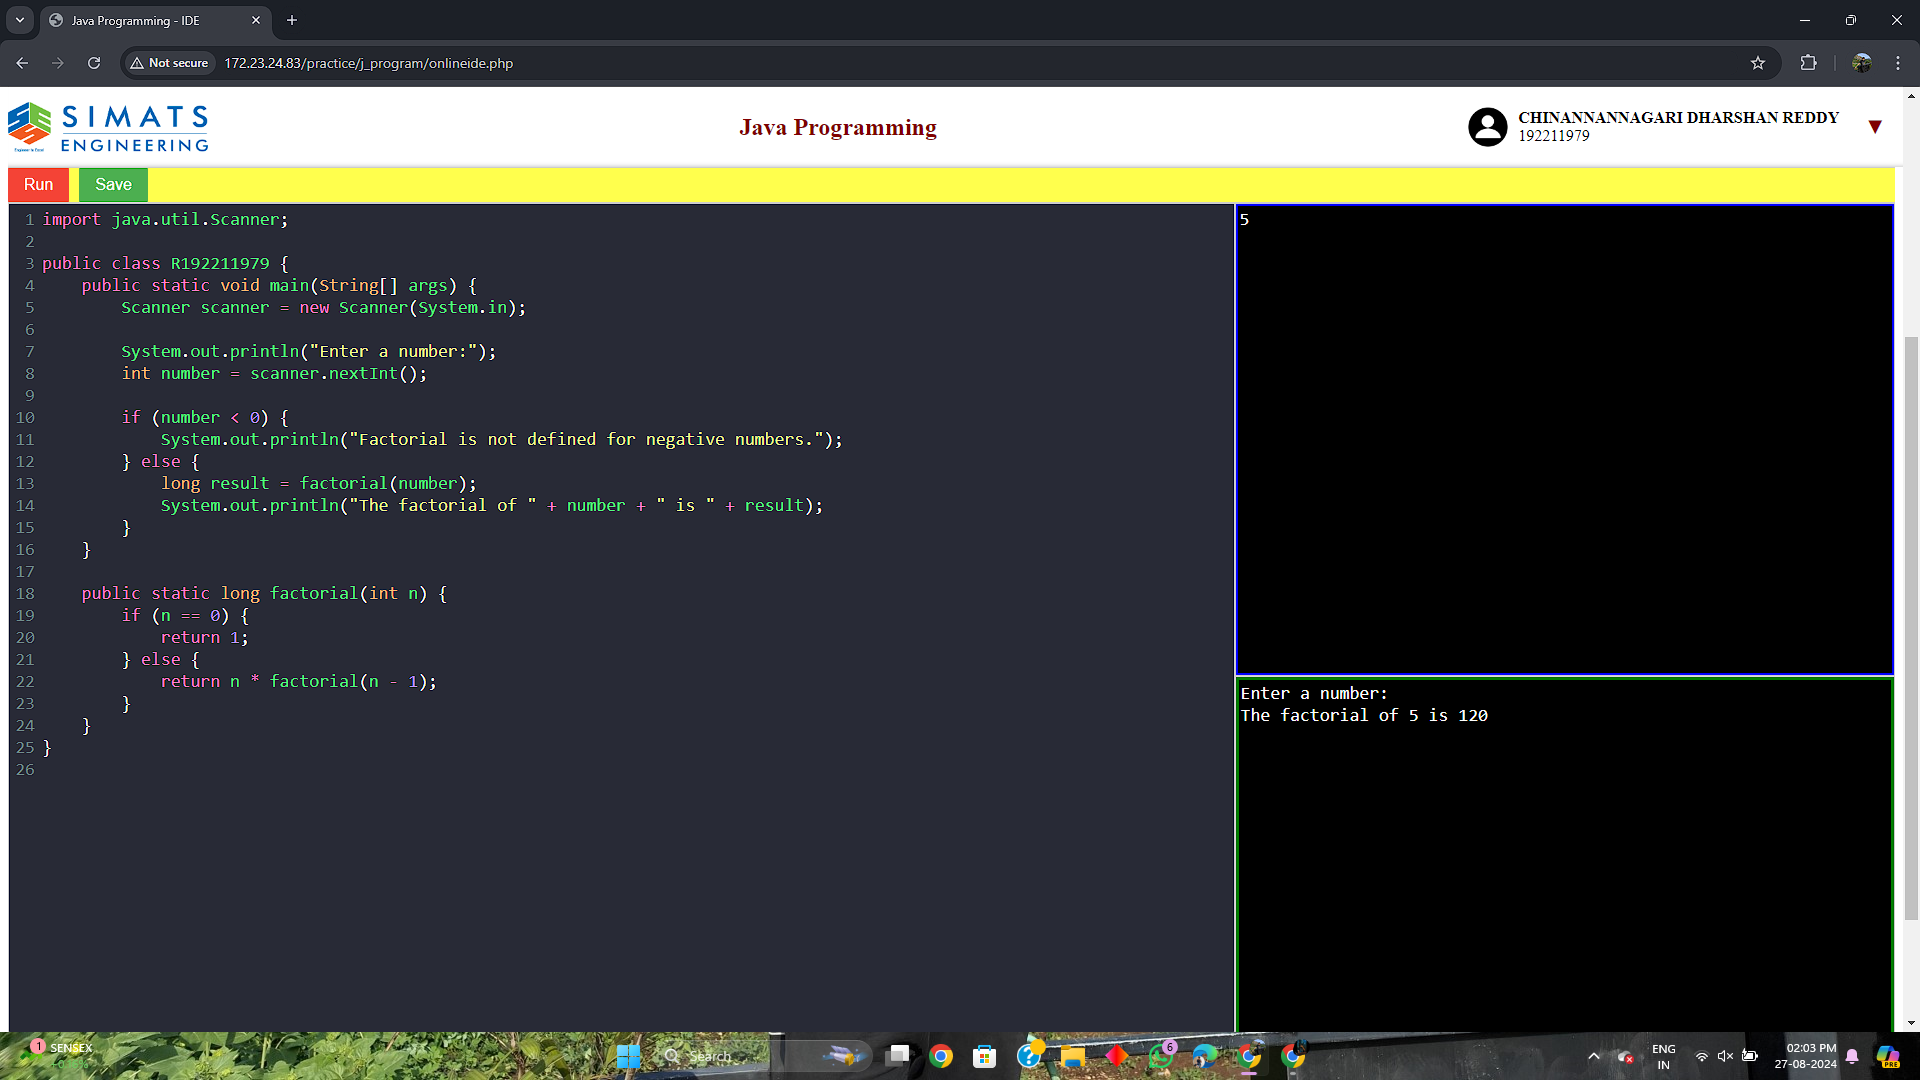 Java Programming - IDE
Not secure
172.23.24.83/practice/j_program/onlineide.php
SIMATS
ENGINEERING
Java Programming
CHINANNANNAGARI DHARSHAN REDDY
192211979
Run
Save
1 import java.util.Scanner;
2
3 public class R192211979 {
4     public static void main(String[] args) {
5         Scanner scanner = new Scanner(System.in);
6
7         System.out.println("Enter a number:");
8         int number = scanner.nextInt();
9
10         if (number < 0) {
11             System.out.println("Factorial is not defined for negative numbers.");
12         } else {
13             long result = factorial(number);
14             System.out.println("The factorial of " + number + " is " + result);
15         }
16     }
17
18     public static long factorial(int n) {
19         if (n == 0) {
20             return 1;
21         } else {
22             return n * factorial(n - 1);
23         }
24     }
25 }
26
5
Enter a number:
The factorial of 5 is 120
1
SENSEX
Search
6
ENG
IN
02:03 PM
27-08-2024
PRE